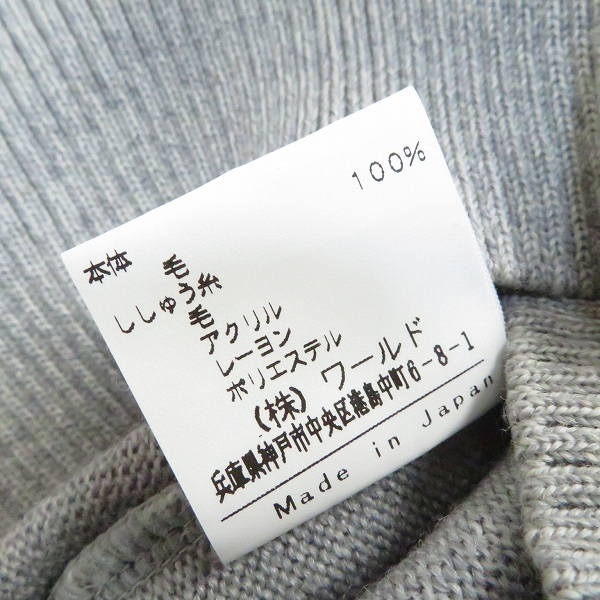 本体 毛 100%
ししゅう糸
毛
アクリル
レーヨン
ポリエステル
(株) ワールド
兵庫県神戸市中央区港島中町6-8-1
Made in Japan